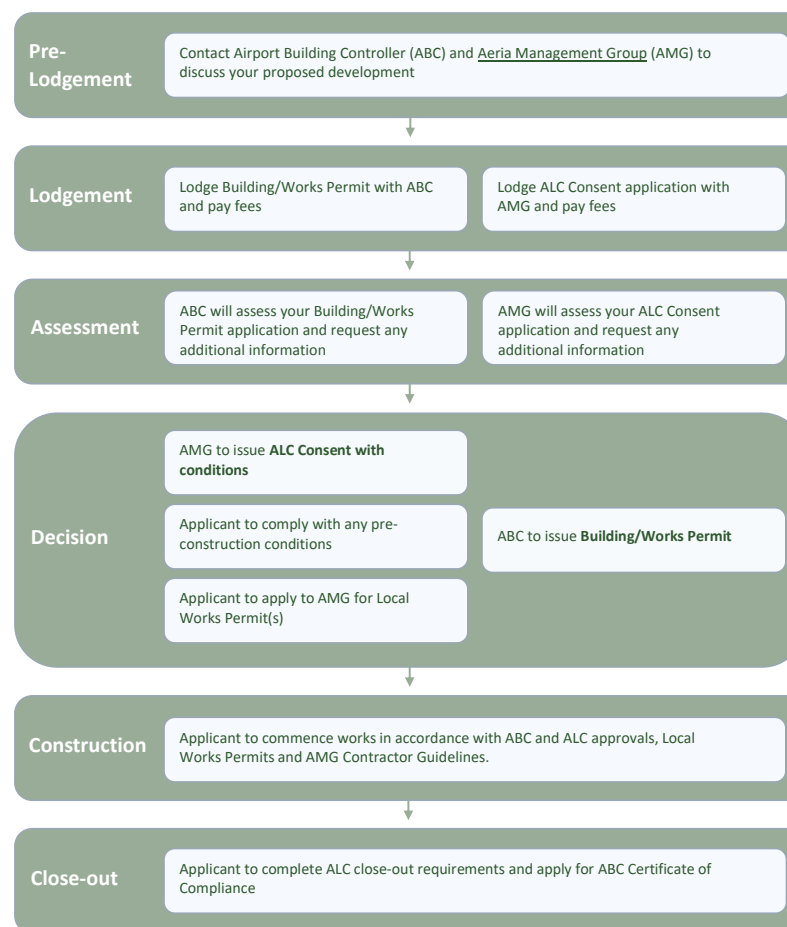 Pre-
Lodgement
Contact Airport Building Controller (ABC) and Aeria Management Group (AMG) to
discuss your proposed development
Lodgement
Lodge Building/Works Permit with ABC
and pay fees
Lodge ALC Consent application with
AMG and pay fees
Assessment
ABC will assess your Building/Works
Permit application and request any
additional information
AMG will assess your ALC Consent
application and request any
additional information
Decision
AMG to issue ALC Consent with
conditions
Applicant to comply with any pre-
construction conditions
Applicant to apply to AMG for Local
Works Permit(s)
ABC to issue Building/Works Permit
Construction
Applicant to commence works in accordance with ABC and ALC approvals, Local
Works Permits and AMG Contractor Guidelines.
Close-out
Applicant to complete ALC close-out requirements and apply for ABC Certificate of
Compliance